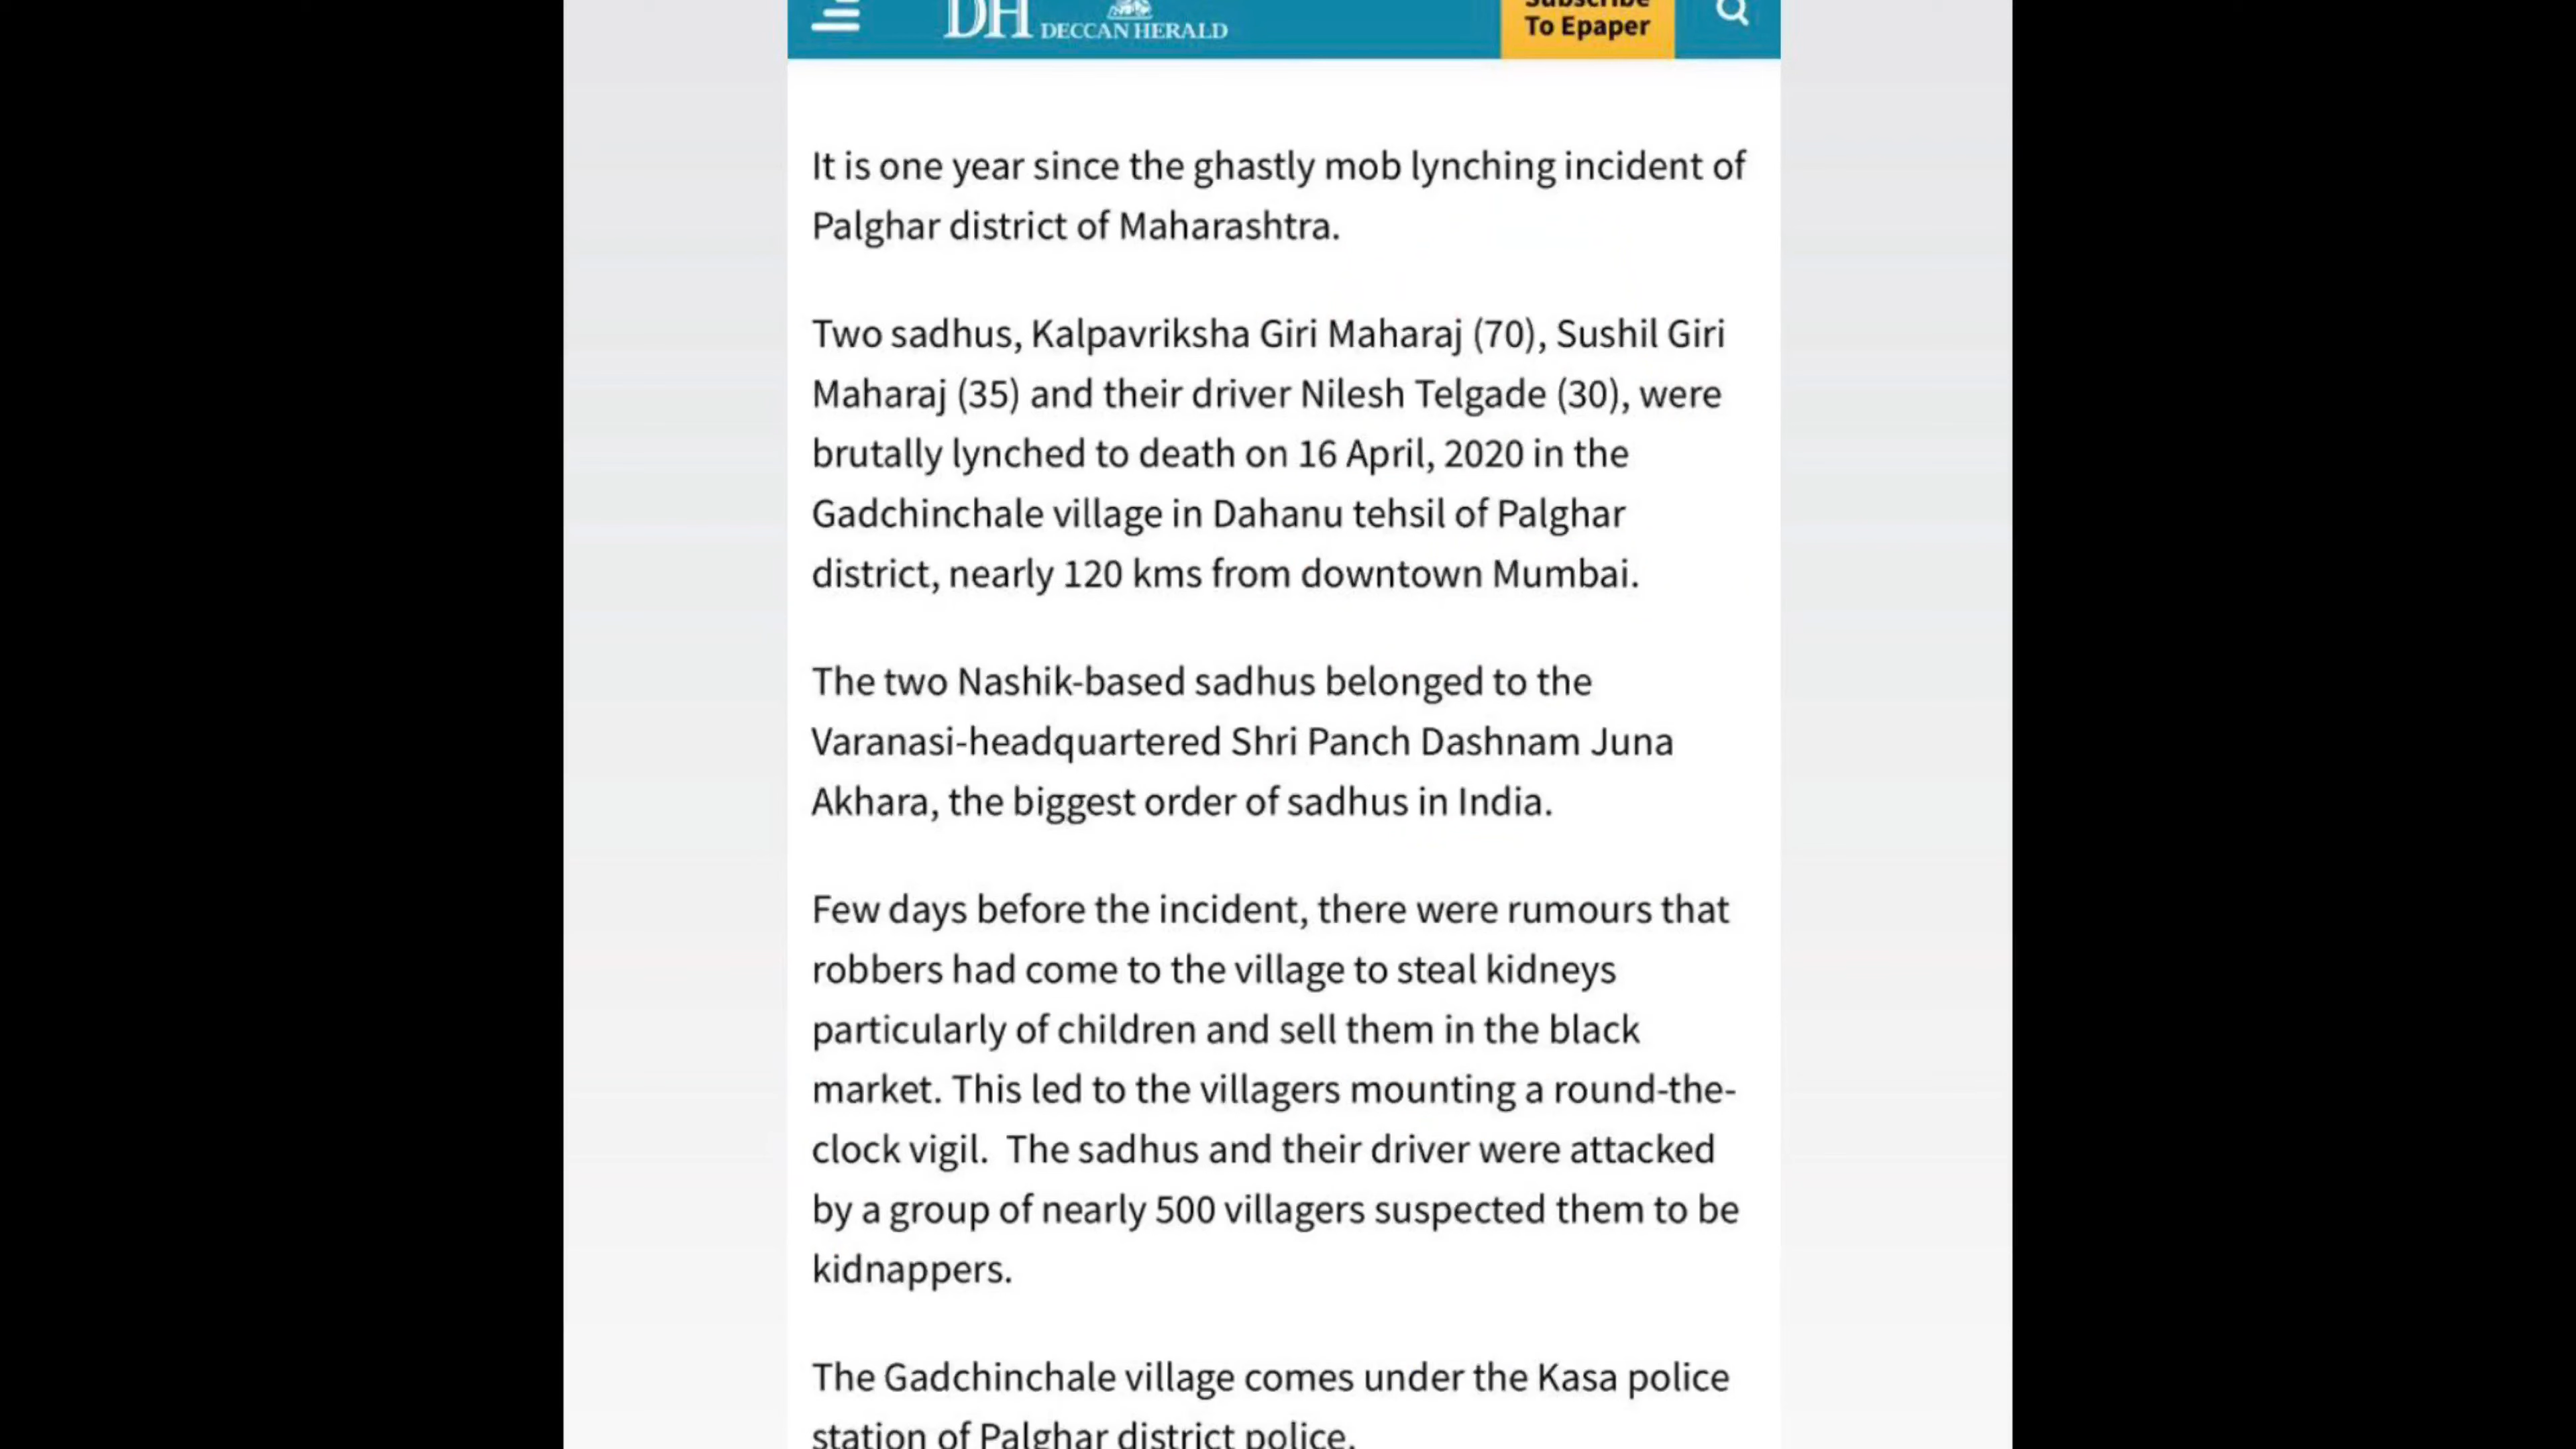 DH DECCAN HERALD
Subscribe
To Epaper
It is one year since the ghastly mob lynching incident of
Palghar district of Maharashtra.
Two sadhus, Kalpavriksha Giri Maharaj (70), Sushil Giri
Maharaj (35) and their driver Nilesh Telgade (30), were
brutally lynched to death on 16 April, 2020 in the
Gadchinchale village in Dahanu tehsil of Palghar
district, nearly 120 kms from downtown Mumbai.
The two Nashik-based sadhus belonged to the
Varanasi-headquartered Shri Panch Dashnam Juna
Akhara, the biggest order of sadhus in India.
Few days before the incident, there were rumours that
robbers had come to the village to steal kidneys
particularly of children and sell them in the black
market. This led to the villagers mounting a round-the-
clock vigil.  The sadhus and their driver were attacked
by a group of nearly 500 villagers suspected them to be
kidnappers.
The Gadchinchale village comes under the Kasa police
station of Palghar district police.